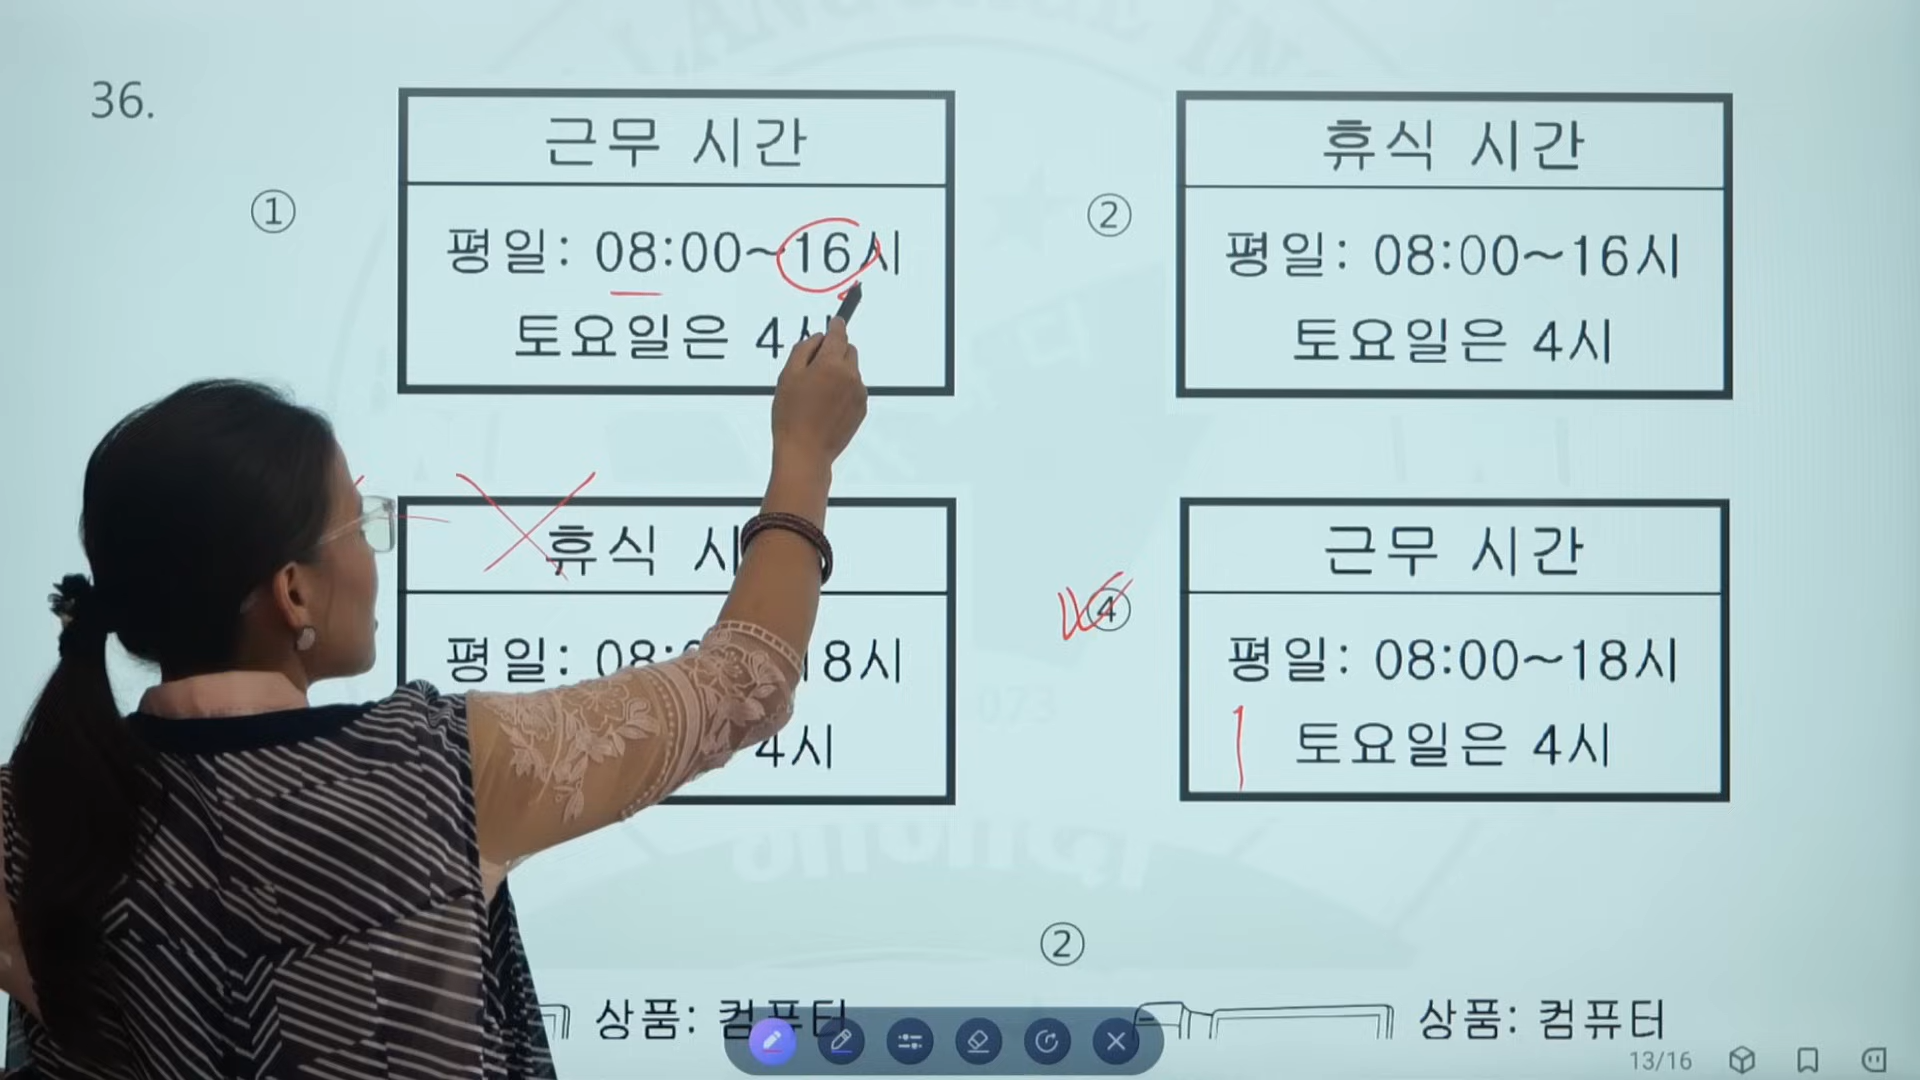 36.
①
근무 시간
평일: 08:00~16시
토요일은 4시
②
휴식 시간
평일: 08:00~16시
토요일은 4시
휴식
평일: 08: 18시
4시
④
근무 시간
평일: 08:00~18시
토요일은 4시
②
상품: 컴퓨터
상품: 컴퓨터
13/16